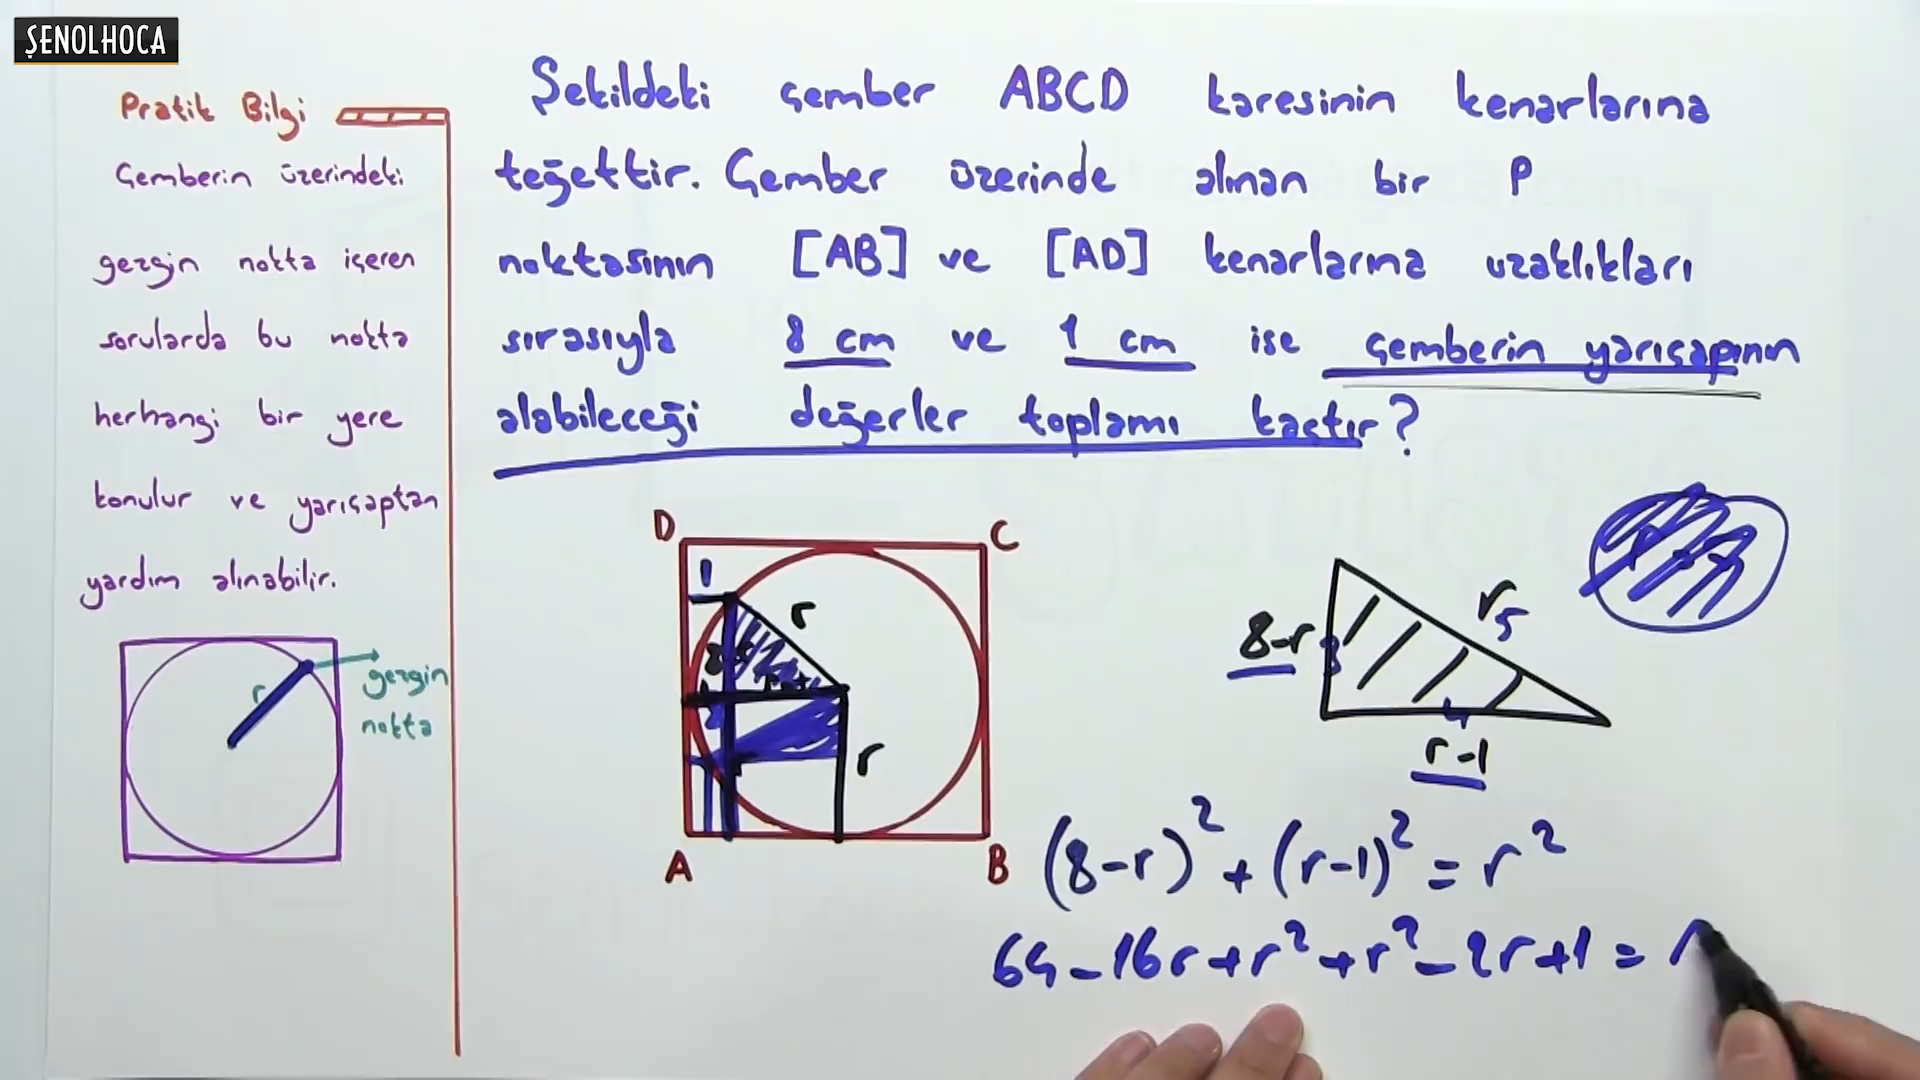 ŞENOLHOCA
Pratik Bilgi
Çemberin üzerindeki
gezgin nokta içeren
sorularda bu nokta
herhangi bir yere
konulur ve yarıçaptan
yardım alınabilir.
r
gezgin
nokta
Şekildeki çember ABCD karesinin kenarlarına
teğettir. Çember üzerinde alınan bir P
noktasının [AB] ve [AD] kenarlarına uzaklıkları
sırasıyla 8 cm ve 1 cm ise çemberin yarıçapının
alabileceği değerler toplamı kaçtır?
D
C
1
r
r
A
B
8-r
r
5
r-1
(8-r)² + (r-1)² = r²
64-16r+r²+r²-2r+1 =